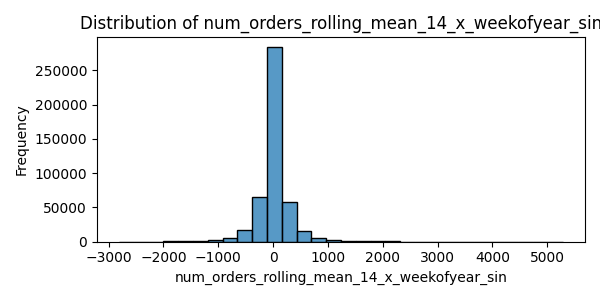 Distribution of num_orders_rolling_mean_14_x_weekofyear_sin
250000
200000
150000
100000
50000
0
Frequency
−3000 −2000 −1000 0 1000 2000 3000 4000 5000
num_orders_rolling_mean_14_x_weekofyear_sin